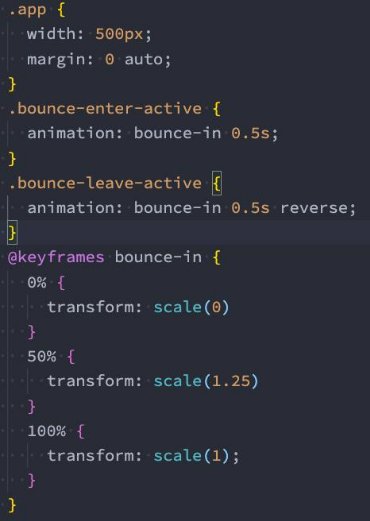 .app {
  width: 500px;
  margin: 0 auto;
}
.bounce-enter-active {
  animation: bounce-in 0.5s;
}
.bounce-leave-active {
  animation: bounce-in 0.5s reverse;
}
@keyframes bounce-in {
  0% {
    transform: scale(0)
  }
  50% {
    transform: scale(1.25)
  }
  100% {
    transform: scale(1);
  }
}